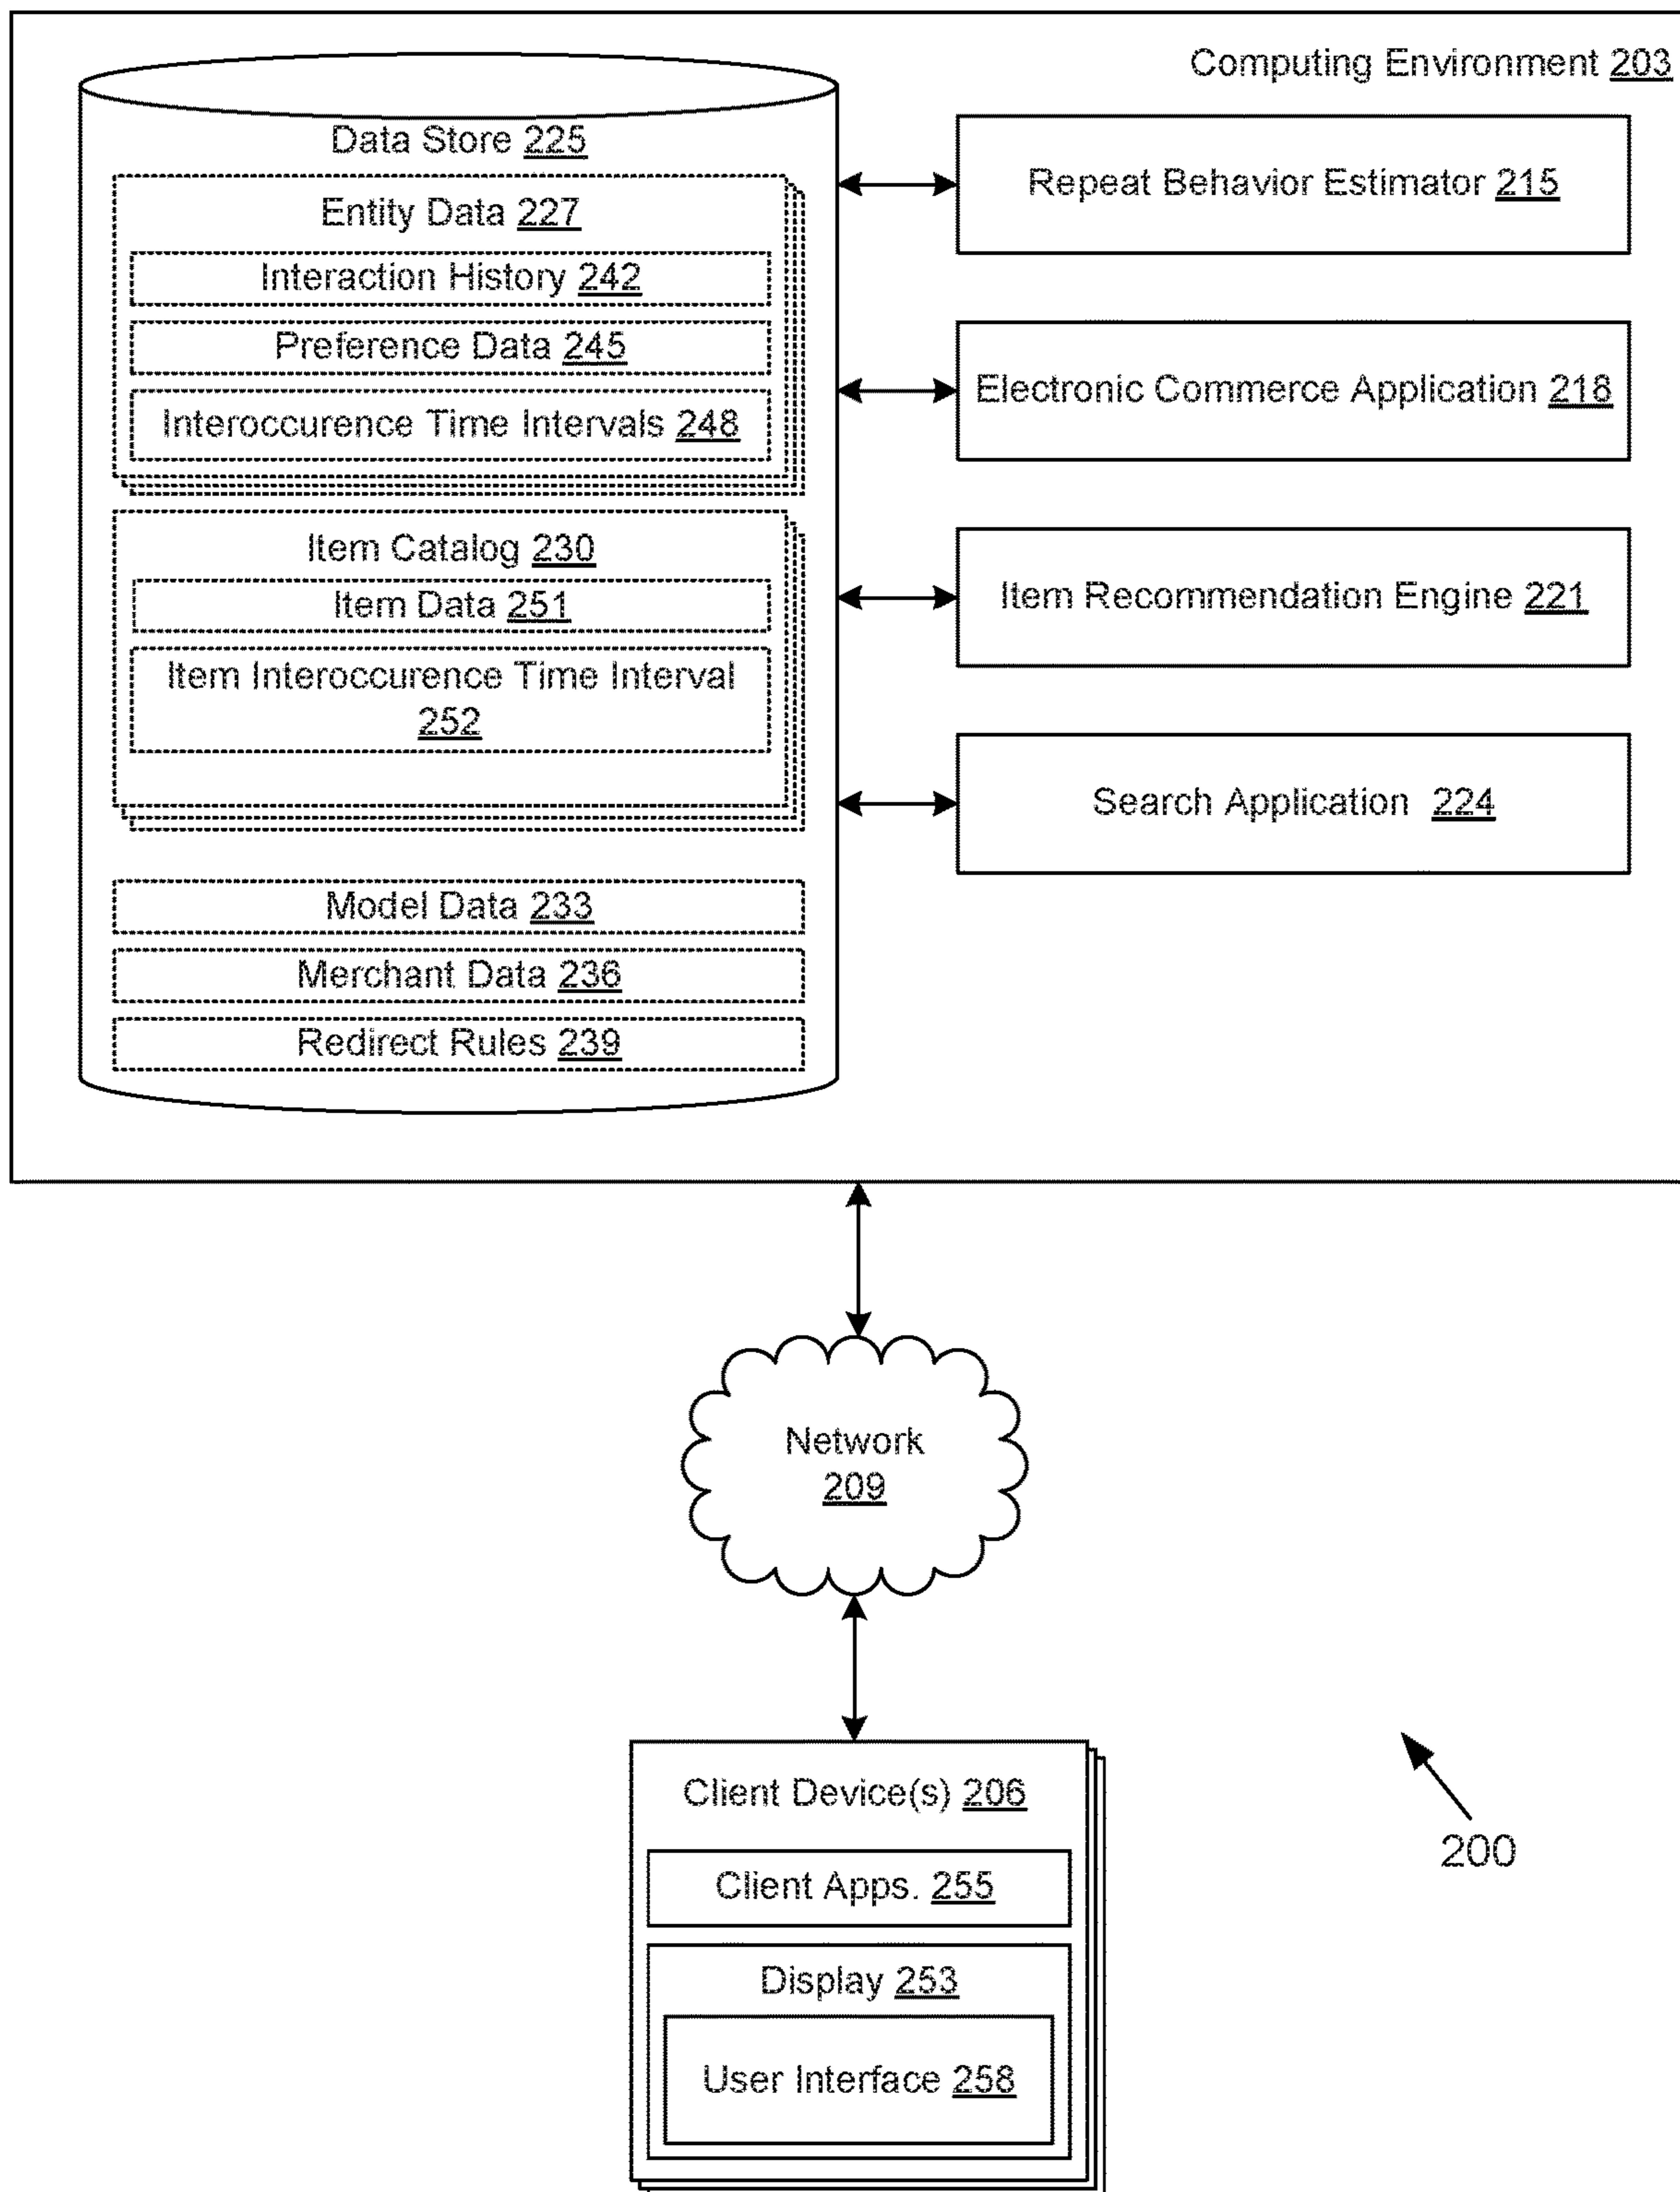 Computing Environment 203
Data Store 225
Entity Data 227
Interaction History 242
Preference Data 245
Interoccurence Time Intervals 248
Item Catalog 230
Item Data 251
Item Interoccurence Time Interval
252
Model Data 233
Merchant Data 236
Redirect Rules 239
Repeat Behavior Estimator 215
Electronic Commerce Application 218
Item Recommendation Engine 221
Search Application 224
Network
209
Client Device(s) 206
Client Apps. 255
Display 253
User Interface 258
200